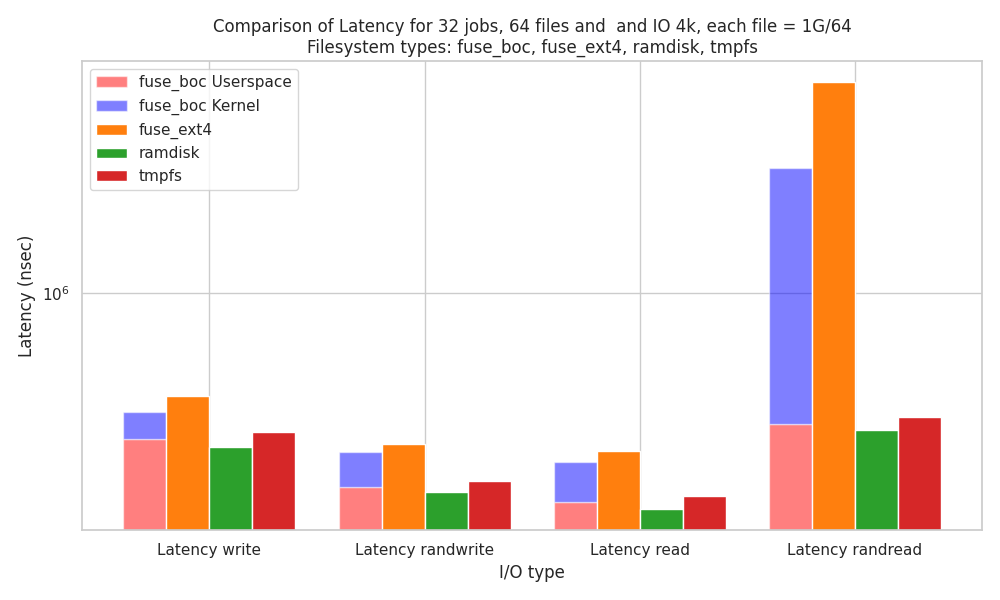 Comparison of Latency for 32 jobs, 64 files and  and IO 4k, each file = 1G/64
Filesystem types: fuse_boc, fuse_ext4, ramdisk, tmpfs
fuse_boc Userspace
fuse_boc Kernel
fuse_ext4
ramdisk
tmpfs
Latency (nsec)
10⁶
Latency write
Latency randwrite
Latency read
Latency randread
I/O type